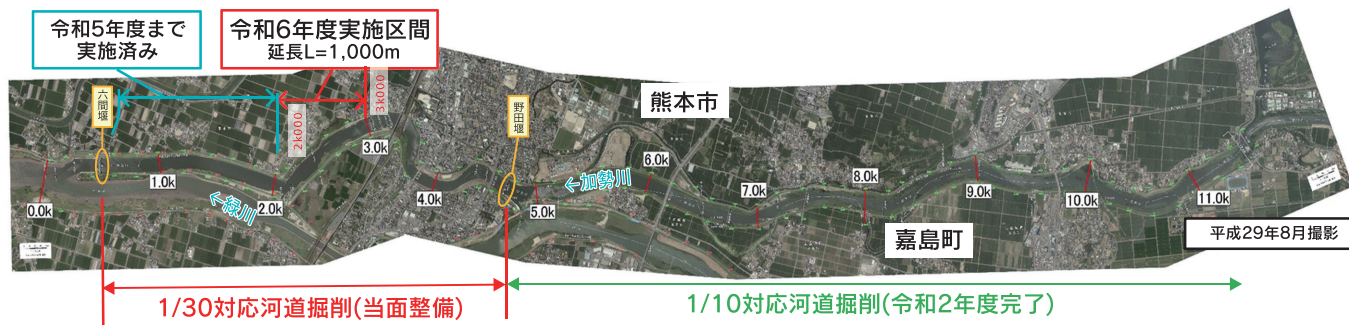 令和5年度まで
実施済み
令和6年度実施区間
延長L=1,000m
六間堰
2k000
3k000
野田堰
熊本市
嘉島町
←加勢川
←緑川
0.0k
1.0k
2.0k
3.0k
4.0k
5.0k
6.0k
7.0k
8.0k
9.0k
10.0k
11.0k
平成29年8月撮影
1/30対応河道掘削(当面整備)
1/10対応河道掘削(令和2年度完了)